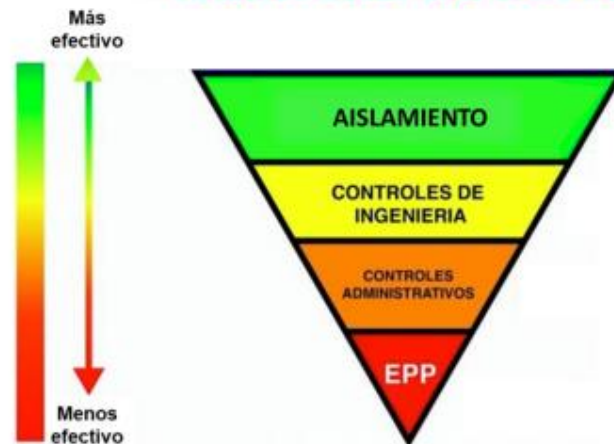 Más
efectivo
AISLAMIENTO
CONTROLES DE
INGENIERIA
CONTROLES
ADMINISTRATIVOS
EPP
Menos
efectivo